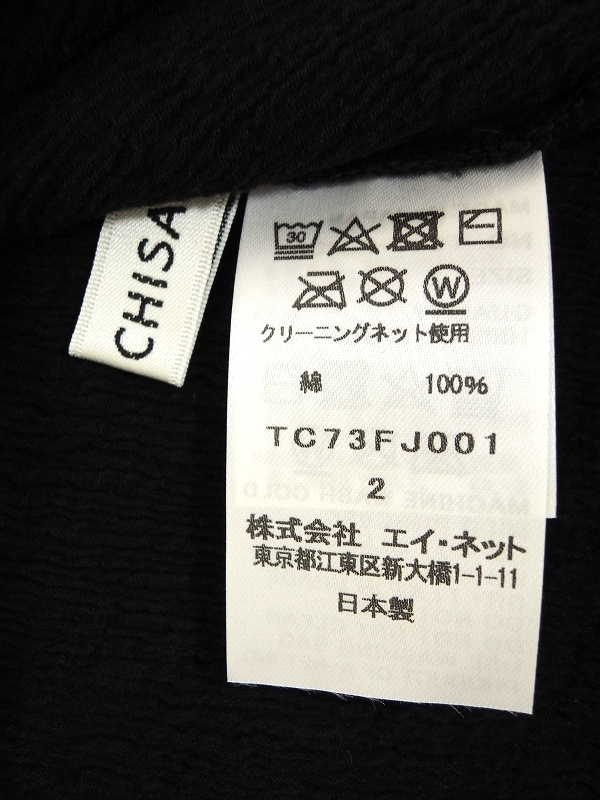 CHISA
30
W
クリーニングネット使用
綿 100%
TC73FJ001
2
株式会社 エイ・ネット
東京都江東区新大橋1-1-11
日本製